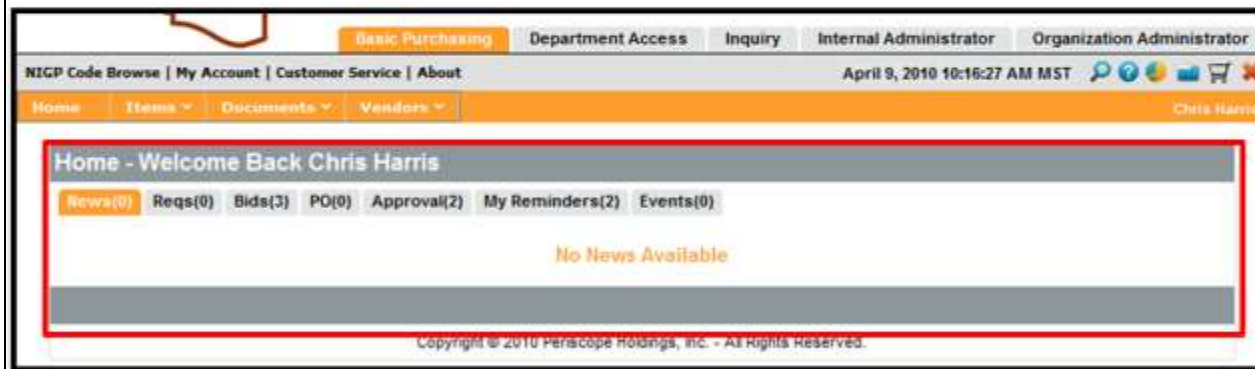 Basic Purchasing Department Access Inquiry Internal Administrator Organization Administrator
NIGP Code Browse | My Account | Customer Service | About April 9, 2010 10:16:27 AM MST
Home Items Documents Vendors Chris Harris
Home - Welcome Back Chris Harris
News(0) Reqs(0) Bids(3) PO(0) Approval(2) My Reminders(2) Events(0)
No News Available
Copyright © 2010 Periscope Holdings, Inc. - All Rights Reserved.